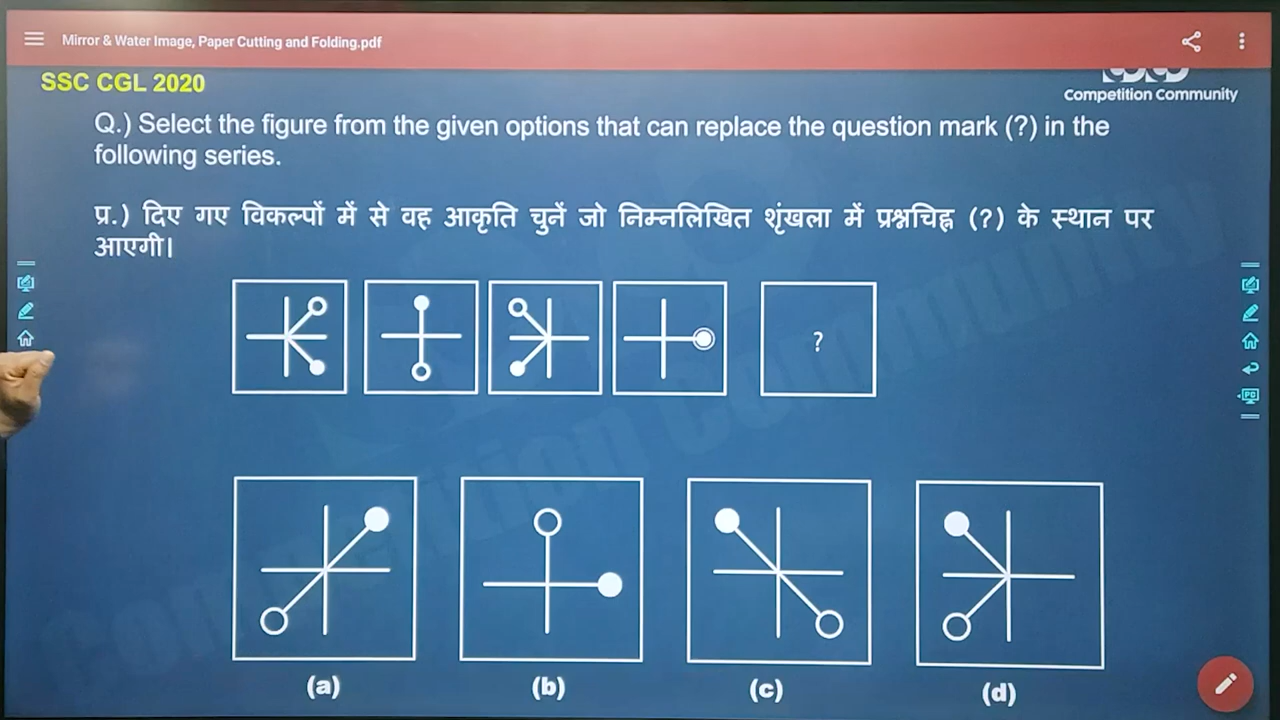 Mirror & Water Image, Paper Cutting and Folding.pdf
SSC CGL 2020
Competition Community
Q.) Select the figure from the given options that can replace the question mark (?) in the
following series.
प्र.) दिए गए विकल्पों में से वह आकृति चुनें जो निम्नलिखित शृंखला में प्रश्नचिह्न (?) के स्थान पर
आएगी।
?
(a) (b) (c) (d)
Competition Community